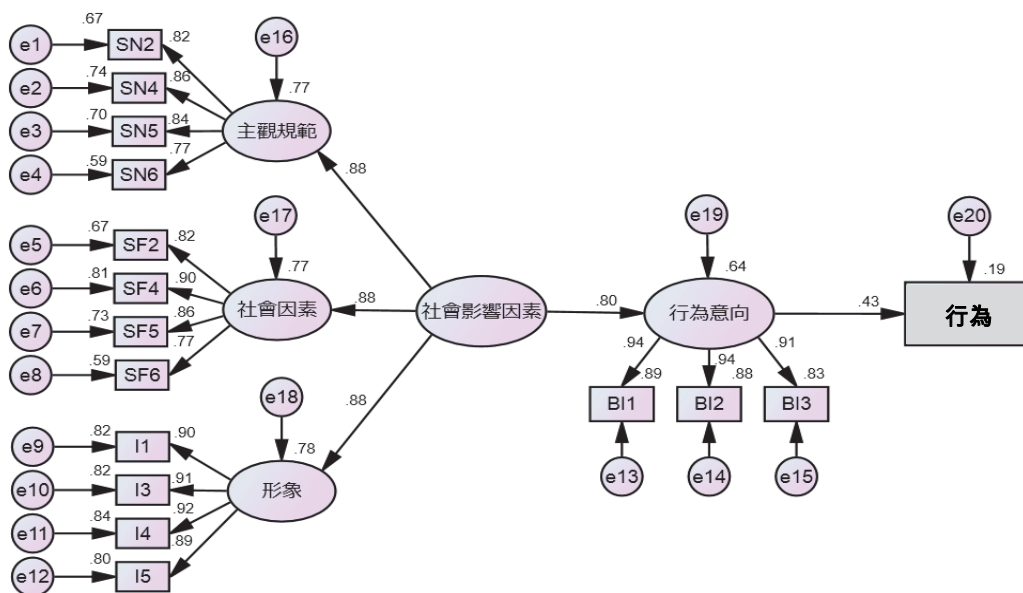 .67
e1
SN2
.82
.74
e2
SN4
.86
.70
e3
SN5
.84
.59
e4
SN6
.77
e16
.77
主觀規範
.88
.67
e5
SF2
.82
.81
e6
SF4
.90
.73
e7
SF5
.86
.59
e8
SF6
.77
e17
.77
社會因素
.88
.82
e9
I1
.90
.82
e10
I3
.91
.84
e11
I4
.92
.80
e12
I5
.89
e18
.78
形象
.88
社會影響因素
.80
e19
.64
行為意向
.94
.89
BI1
e13
.94
.88
BI2
e14
.91
.83
BI3
e15
.43
e20
.19
行為